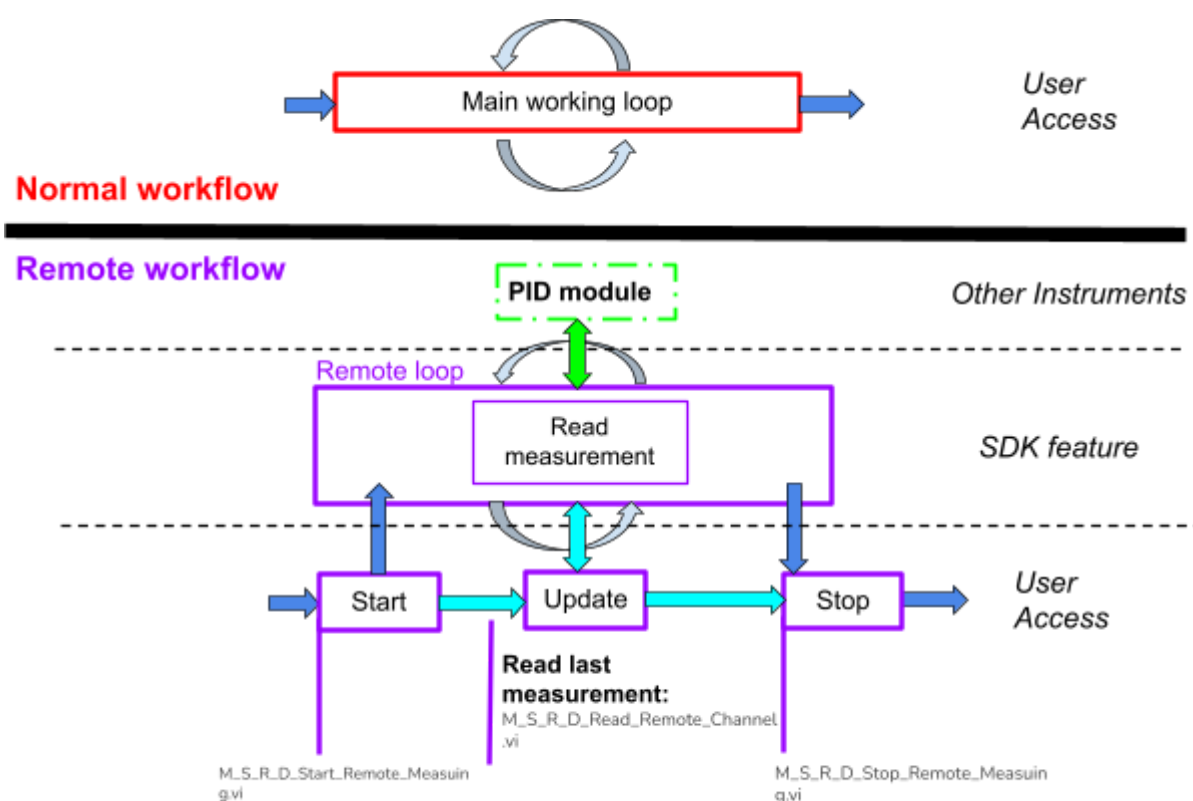 Main working loop
User
Access
Normal workflow
Remote workflow
PID module
Other Instruments
Remote loop
Read
measurement
SDK feature
Start
Update
Stop
User
Access
Read last
measurement:
M_S_R_D_Read_Remote_Channel
.vi
M_S_R_D_Start_Remote_Measuin
g.vi
M_S_R_D_Stop_Remote_Measuin
g.vi